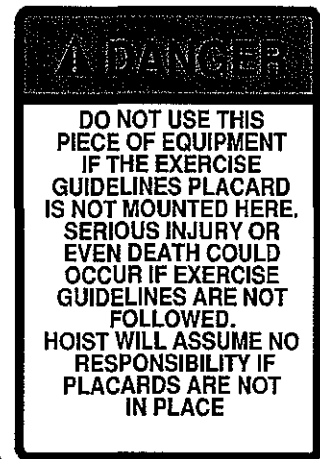 ⚠ DANGER
DO NOT USE THIS
PIECE OF EQUIPMENT
IF THE EXERCISE
GUIDELINES PLACARD
IS NOT MOUNTED HERE.
SERIOUS INJURY OR
EVEN DEATH COULD
OCCUR IF EXERCISE
GUIDELINES ARE NOT
FOLLOWED.
HOIST WILL ASSUME NO
RESPONSIBILITY IF
PLACARDS ARE NOT
IN PLACE